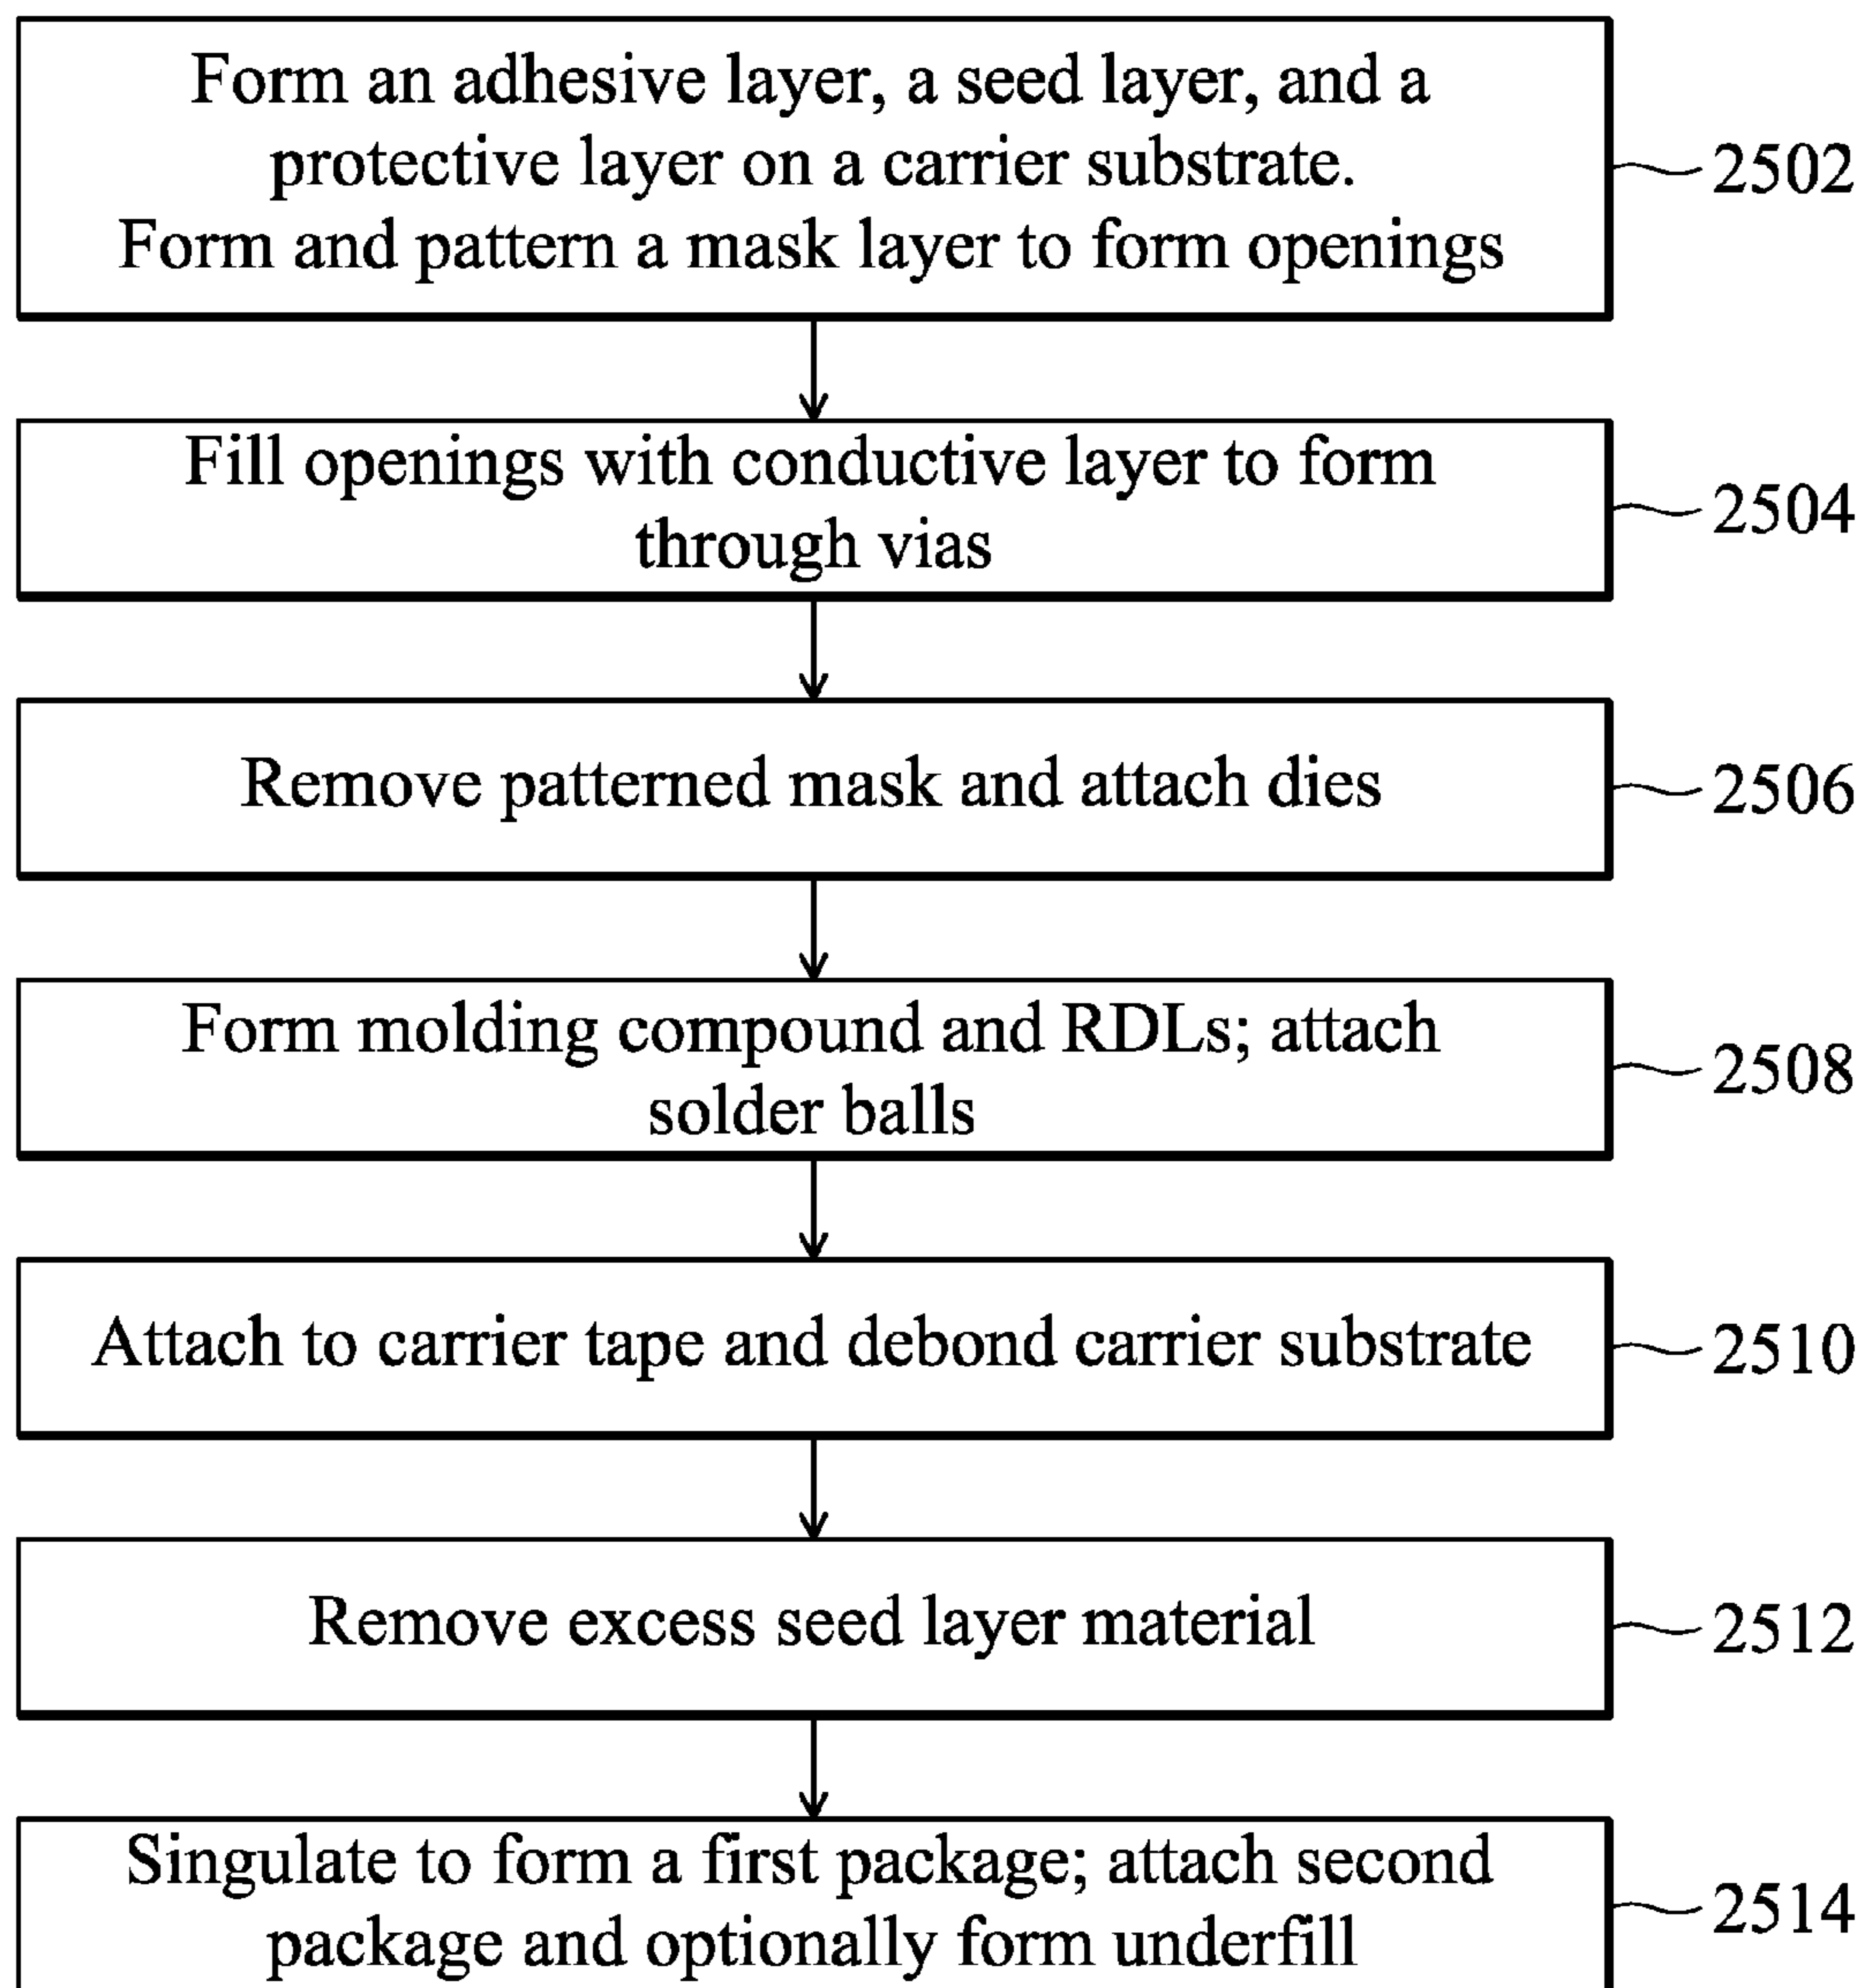 Form an adhesive layer, a seed layer, and a
protective layer on a carrier substrate.
Form and pattern a mask layer to form openings
2502
Fill openings with conductive layer to form
through vias
2504
Remove patterned mask and attach dies
2506
Form molding compound and RDLs; attach
solder balls
2508
Attach to carrier tape and debond carrier substrate
2510
Remove excess seed layer material
2512
Singulate to form a first package; attach second
package and optionally form underfill
2514